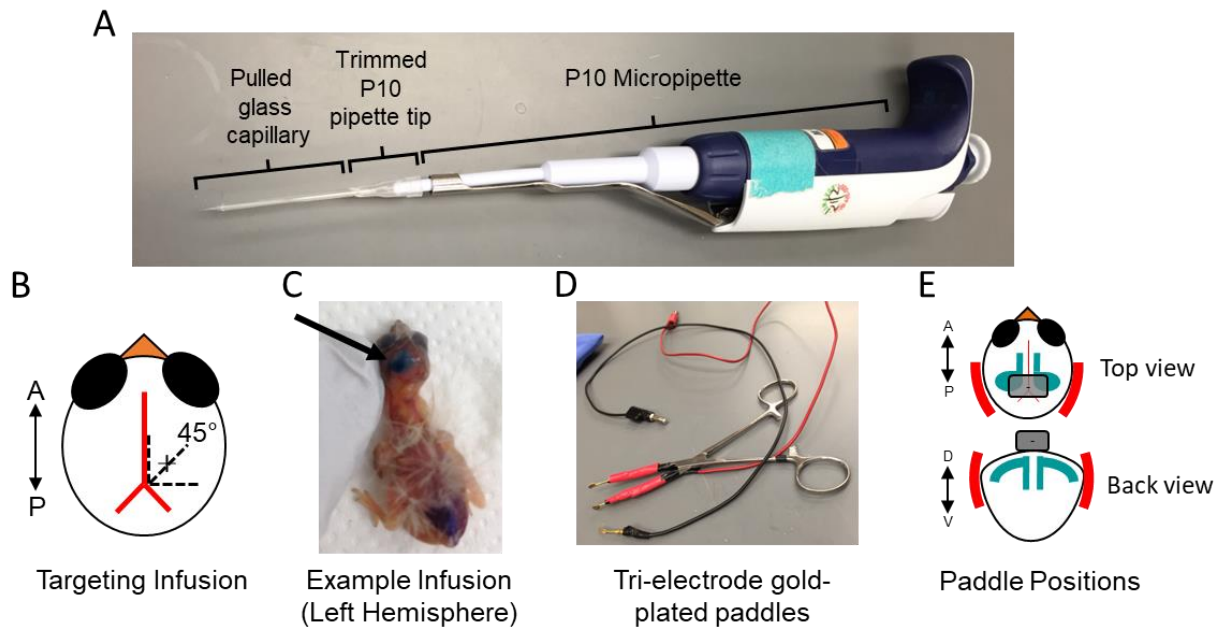 A
Pulled
glass
capillary
Trimmed
P10
pipette tip
P10 Micropipette
B
A
P
45°
Targeting Infusion
C
Example Infusion
(Left Hemisphere)
D
Tri-electrode gold-
plated paddles
E
A
P
-
Top view
D
V
-
Back view
Paddle Positions